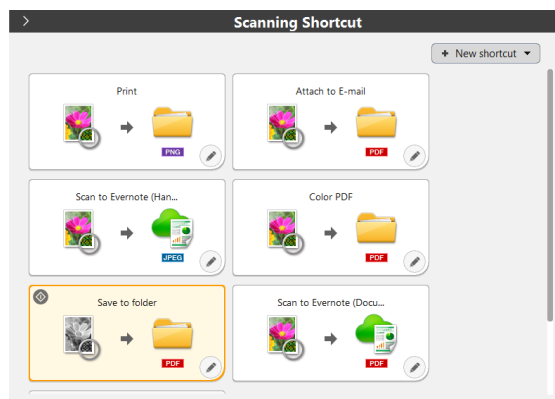 Scanning Shortcut
+ New shortcut
Print
PNG
Attach to E-mail
PDF
Scan to Evernote (Han...
JPEG
Color PDF
PDF
Save to folder
PDF
Scan to Evernote (Docu...
PDF